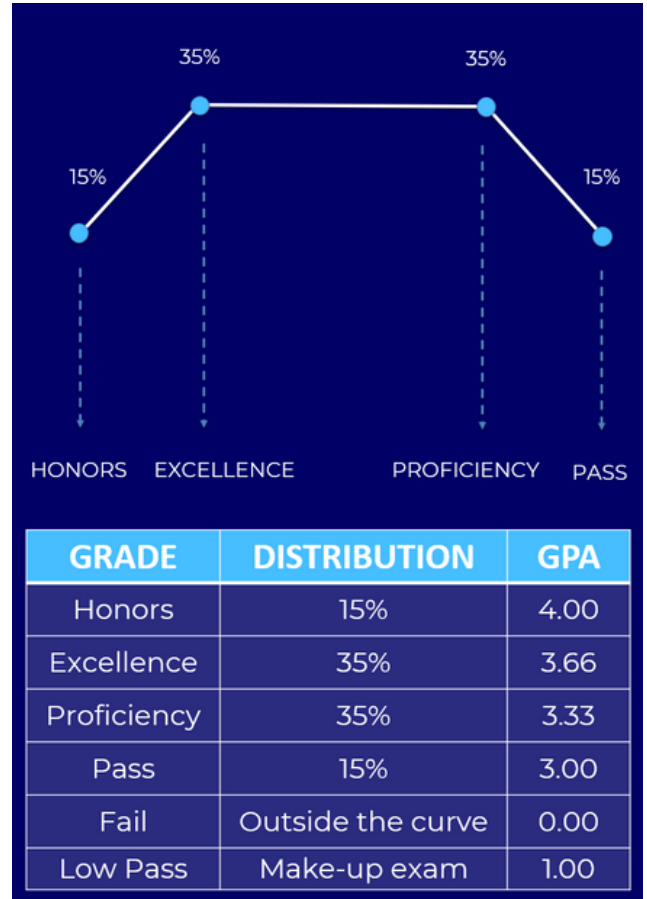 35% 35%
15% 15%
HONORS EXCELLENCE PROFICIENCY PASS
GRADE DISTRIBUTION GPA
Honors 15% 4.00
Excellence 35% 3.66
Proficiency 35% 3.33
Pass 15% 3.00
Fail Outside the curve 0.00
Low Pass Make-up exam 1.00